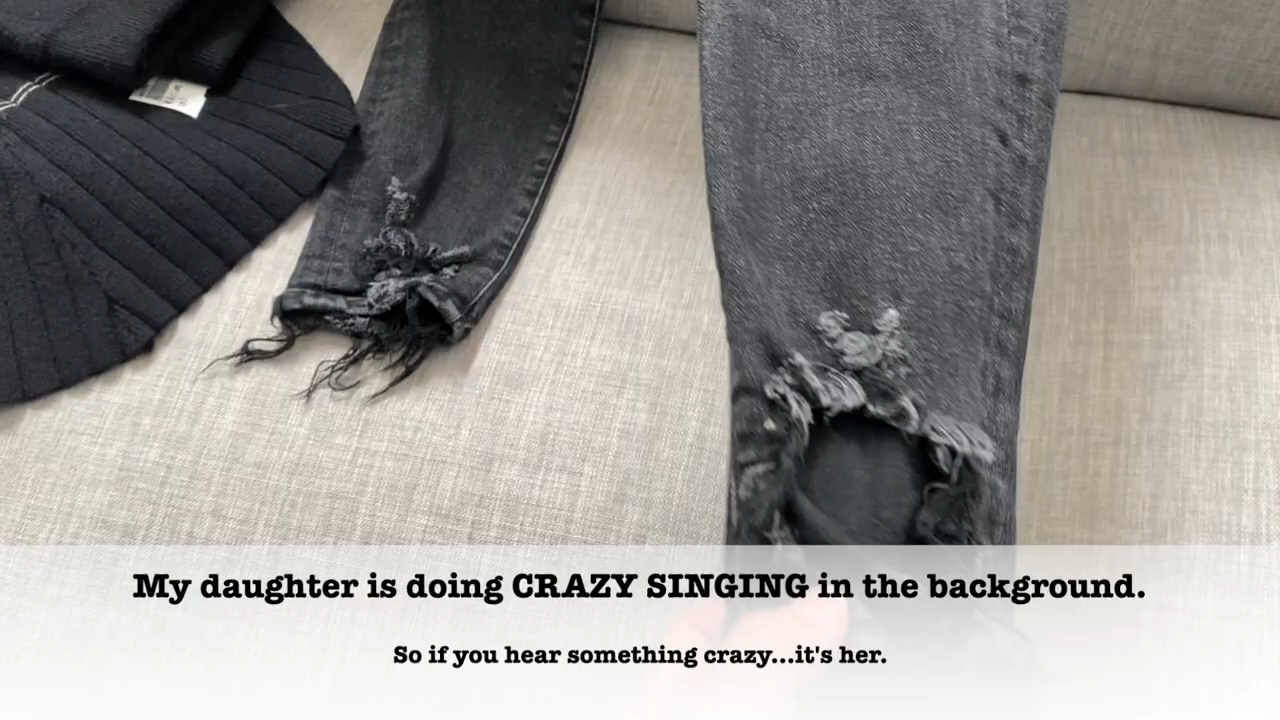 My daughter is doing CRAZY SINGING in the background.
So if you hear something crazy...it's her.